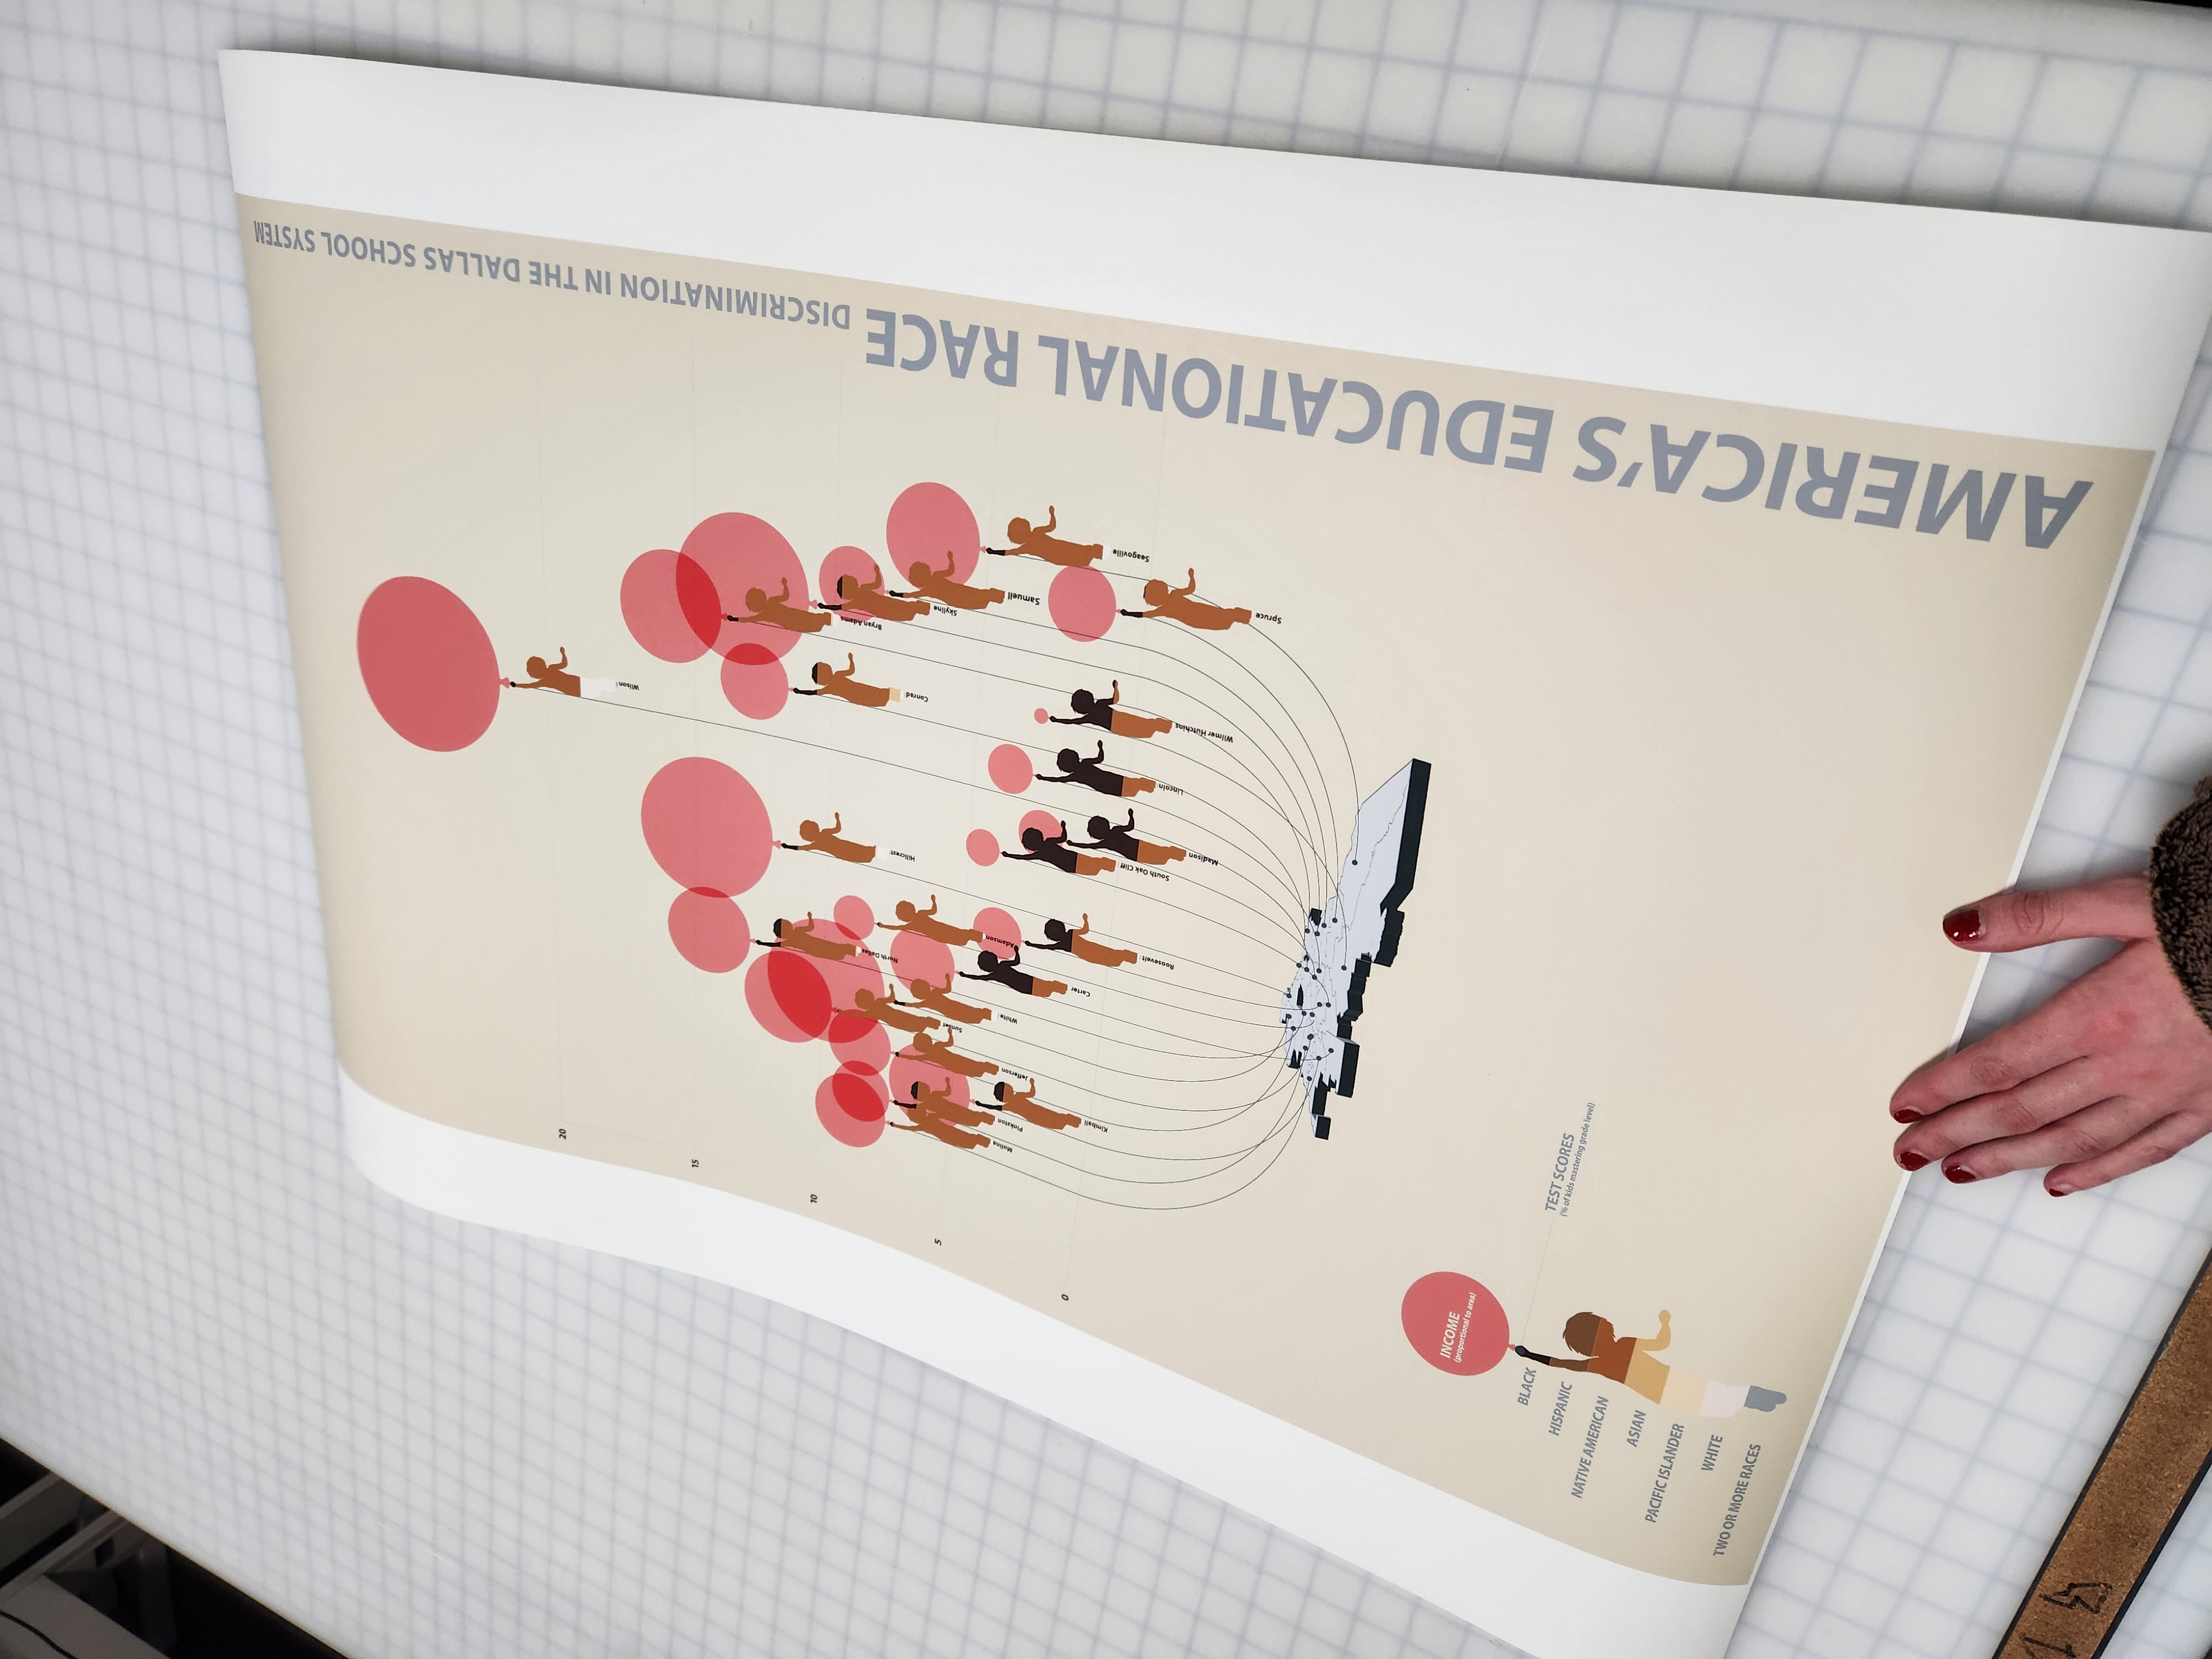 AMERICA'S EDUCATIONAL RACE DISCRIMINATION IN THE DALLAS SCHOOL SYSTEM
20
15
10
5
0
Wilson
North Dallas
Hillcrest
Bryan Adams
Conrad
Skyline
Samuell
Seagoville
Spruce
Molina
Pinkston
Jefferson
Sunset
White
Adamson
Kimball
Carter
Roosevelt
South Oak Cliff
Madison
Lincoln
Wilmer Hutchins
INCOME
(proportional to area)
BLACK
HISPANIC
NATIVE AMERICAN
ASIAN
PACIFIC ISLANDER
WHITE
TWO OR MORE RACES
TEST SCORES
(% of kids mastering grade level)